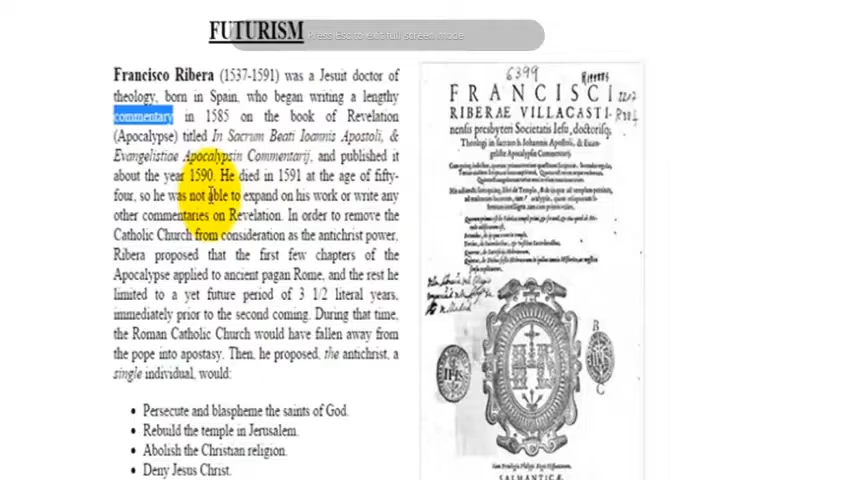 FUTURISM
Press Esc to exit full screen mode
Francisco Ribera (1537-1591) was a Jesuit doctor of
theology, born in Spain, who began writing a lengthy
commentary in 1585 on the book of Revelation
(Apocalypse) titled In Sacrum Beati Ioannis Apostoli, &
Evangelistiae Apocalypsin Commentarij, and published it
about the year 1590. He died in 1591 at the age of fifty-
four, so he was not able to expand on his work or write any
other commentaries on Revelation. In order to remove the
Catholic Church from consideration as the antichrist power,
Ribera proposed that the first few chapters of the
Apocalypse applied to ancient pagan Rome, and the rest he
limited to a yet future period of 3 1/2 literal years,
immediately prior to the second coming. During that time,
the Roman Catholic Church would have fallen away from
the pope into apostasy. Then, he proposed, the antichrist, a
single individual, would:
• Persecute and blaspheme the saints of God.
• Rebuild the temple in Jerusalem.
• Abolish the Christian religion.
• Deny Jesus Christ.
6399
FRANCISCI
RIBERAE VILLACASTI-
nensis presbyteri Societatis Iesu, doctorisq;
Theologi in sacram b. Iohannis Apostoli, & Euan-
gelistæ Apocalypsin Commentarij.
IHS
B
C
SALMANTICÆ